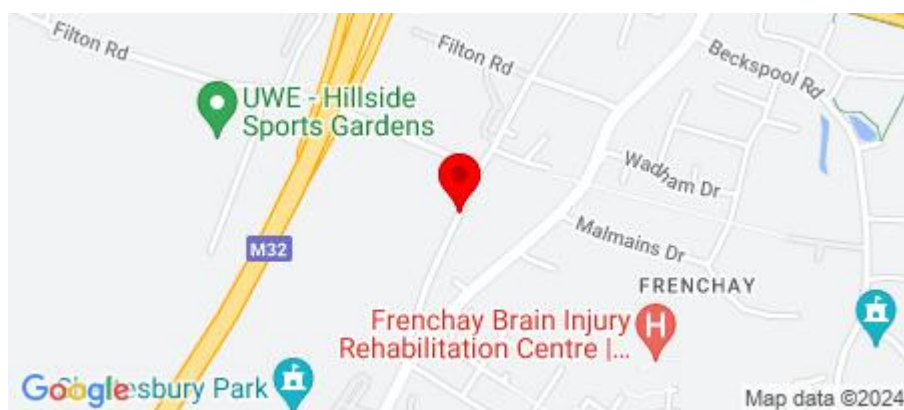 Filton Rd
Filton Rd
Beckspool Rd
UWE - Hillside
Sports Gardens
Wadham Dr
M32
Malmains Dr
FRENCHAY
Frenchay Brain Injury
Rehabilitation Centre |...
H
Park
Google
Map data ©2024